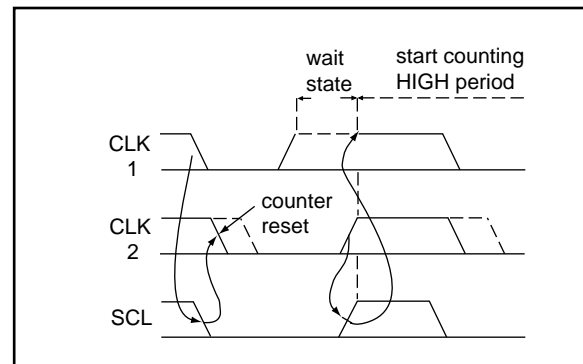 wait
state
start counting
HIGH period
CLK
1
counter
reset
CLK
2
SCL